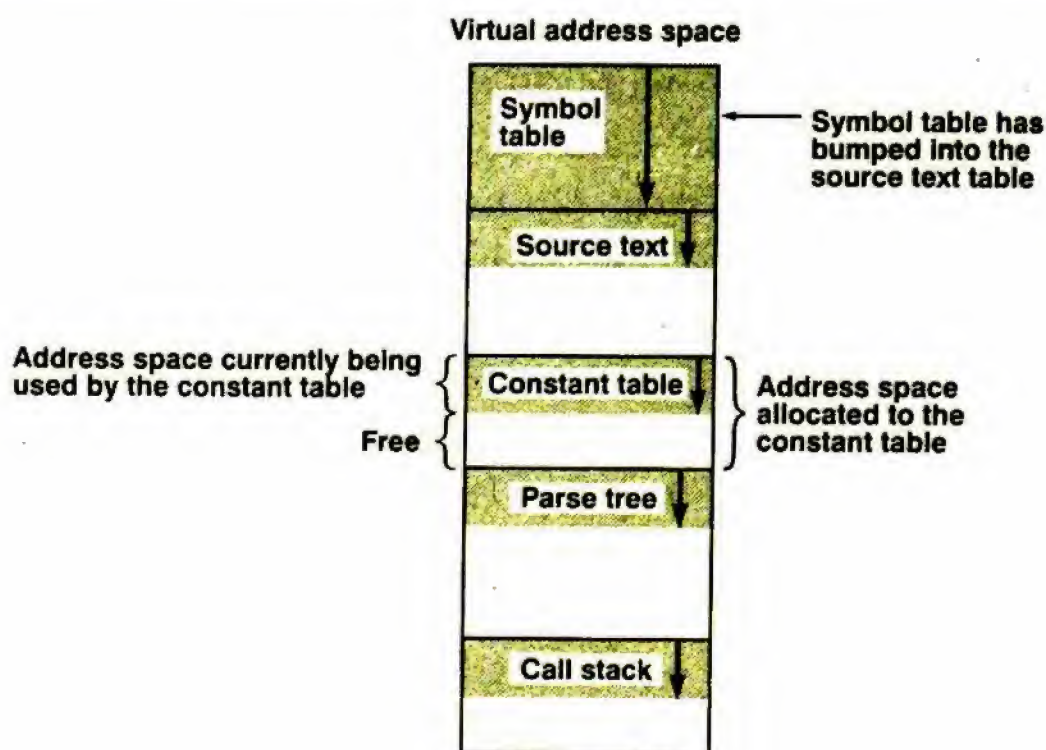 Virtual address space
Symbol
table
Symbol table has
bumped into the
source text table
Source text
Address space currently being
used by the constant table
Constant table
Free
Address space
allocated to the
constant table
Parse tree
Call stack